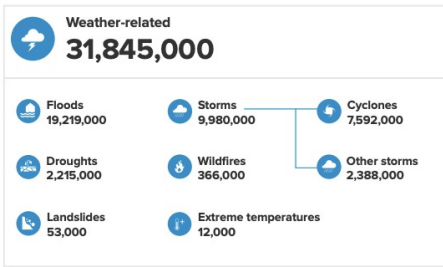 Weather-related
31,845,000
Floods
19,219,000
Storms
9,980,000
Cyclones
7,592,000
Droughts
2,215,000
Wildfires
366,000
Other storms
2,388,000
Landslides
53,000
Extreme temperatures
12,000